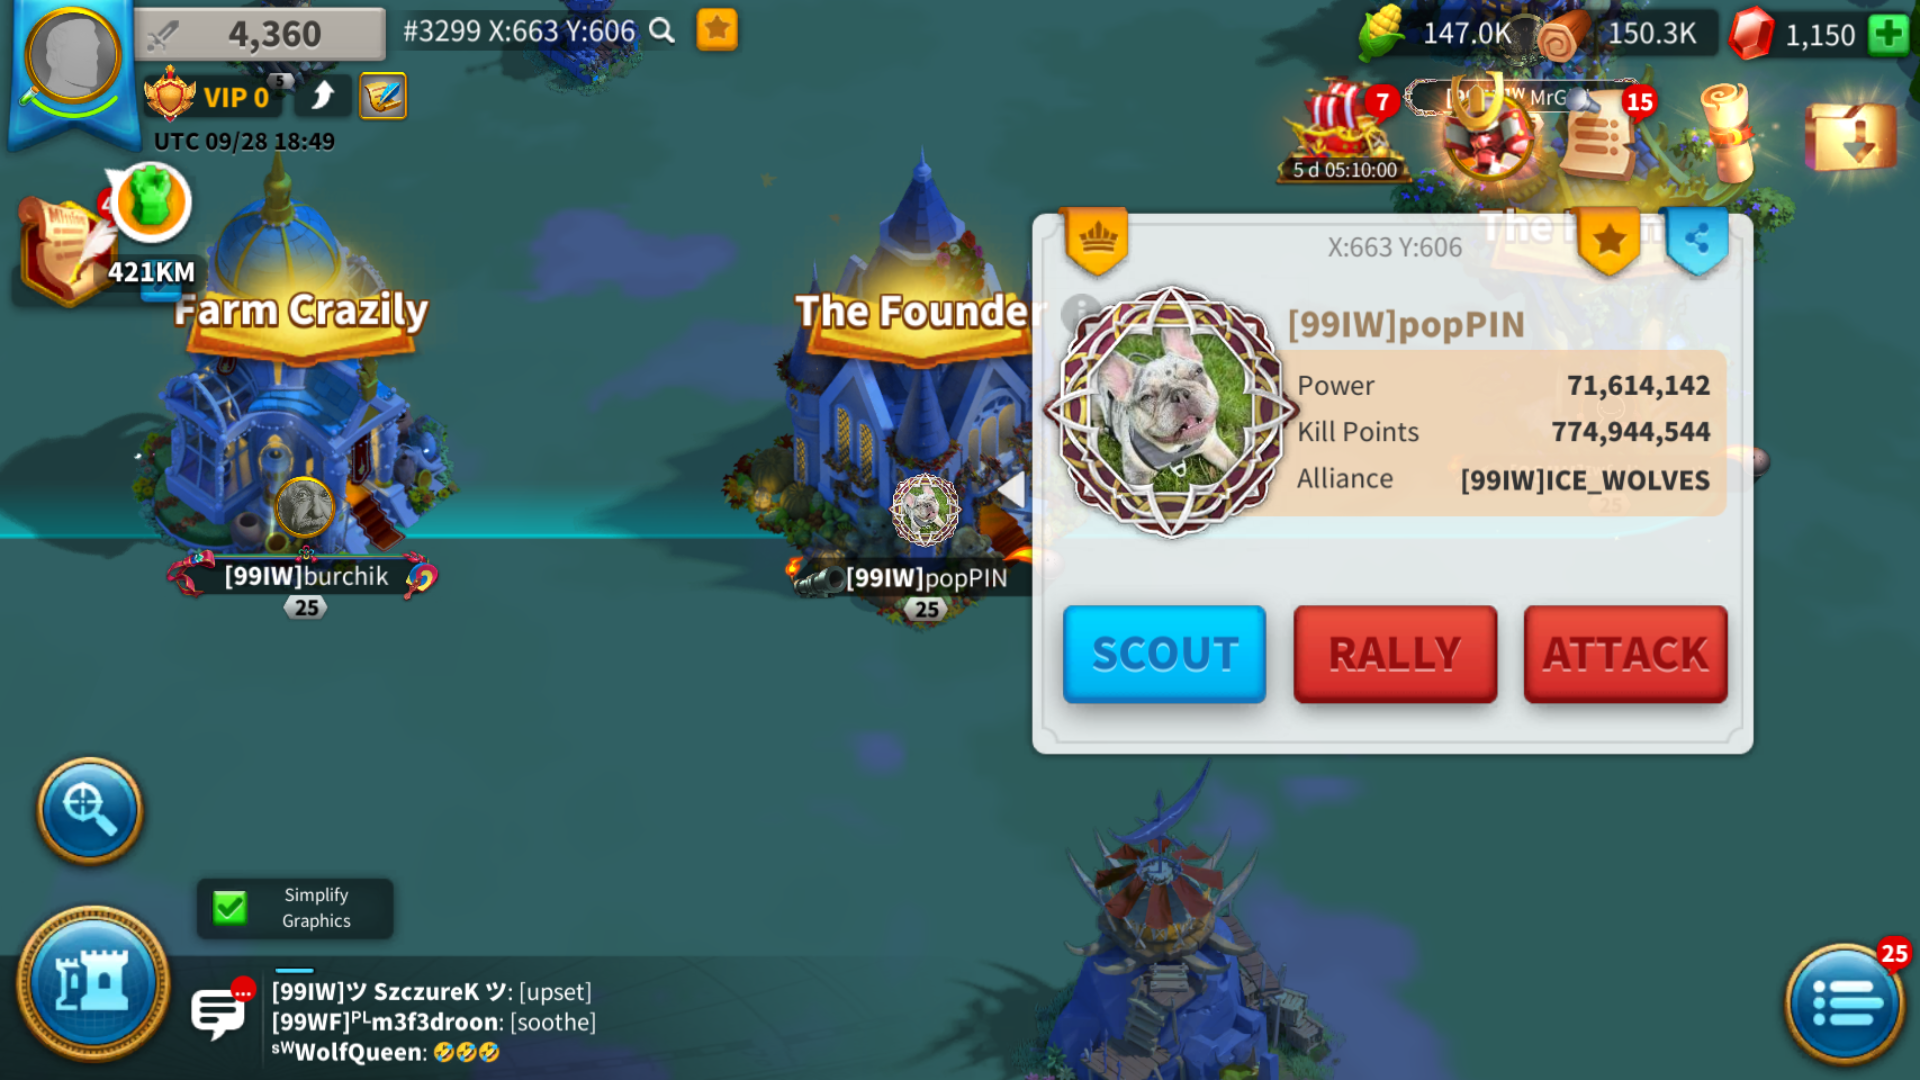 4,360
#3299 X:663 Y:606
147.0K
150.3K
1,150
VIP 0
5
UTC 09/28 18:49
7
5 d 05:10:00
15
421KM
Farm Crazily
The Founder
X:663 Y:606
[99IW]popPIN
Power 71,614,142
Kill Points 774,944,544
Alliance [99IW]ICE_WOLVES
[99IW]burchik
25
[99IW]popPIN
25
SCOUT
RALLY
ATTACK
Simplify
Graphics
[99IW]ツ SzczureK ツ: [upset]
[99WF]ᴾᴸm3f3droon: [soothe]
ˢᵂWolfQueen: 🤣🤣🤣
25